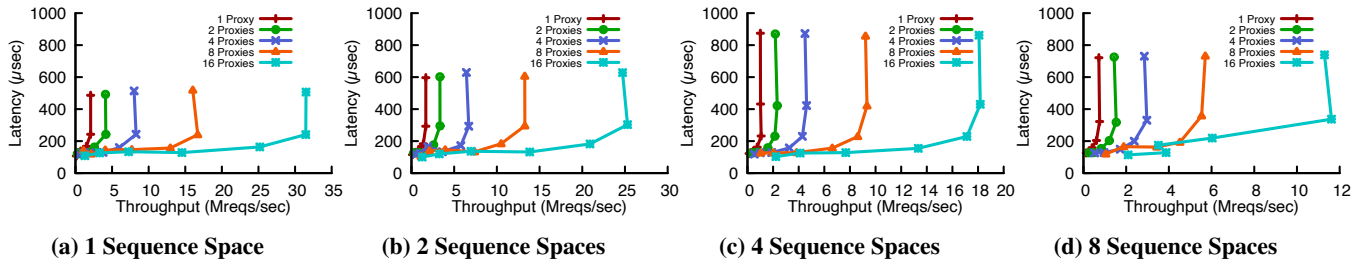 1200
1000
800
600
400
200
0
Latency (μsec)
1 Proxy
2 Proxies
4 Proxies
8 Proxies
16 Proxies
0 5 10 15 20 25 30 35
Throughput (Mreqs/sec)
(a) 1 Sequence Space
1000
800
600
400
200
0
Latency (μsec)
1 Proxy
2 Proxies
4 Proxies
8 Proxies
16 Proxies
0 5 10 15 20 25 30
Throughput (Mreqs/sec)
(b) 2 Sequence Spaces
1000
800
600
400
200
0
Latency (μsec)
1 Proxy
2 Proxies
4 Proxies
8 Proxies
16 Proxies
0 2 4 6 8 10 12 14 16 18 20
Throughput (Mreqs/sec)
(c) 4 Sequence Spaces
1000
800
600
400
200
0
Latency (μsec)
1 Proxy
2 Proxies
4 Proxies
8 Proxies
16 Proxies
0 2 4 6 8 10 12
Throughput (Mreqs/sec)
(d) 8 Sequence Spaces